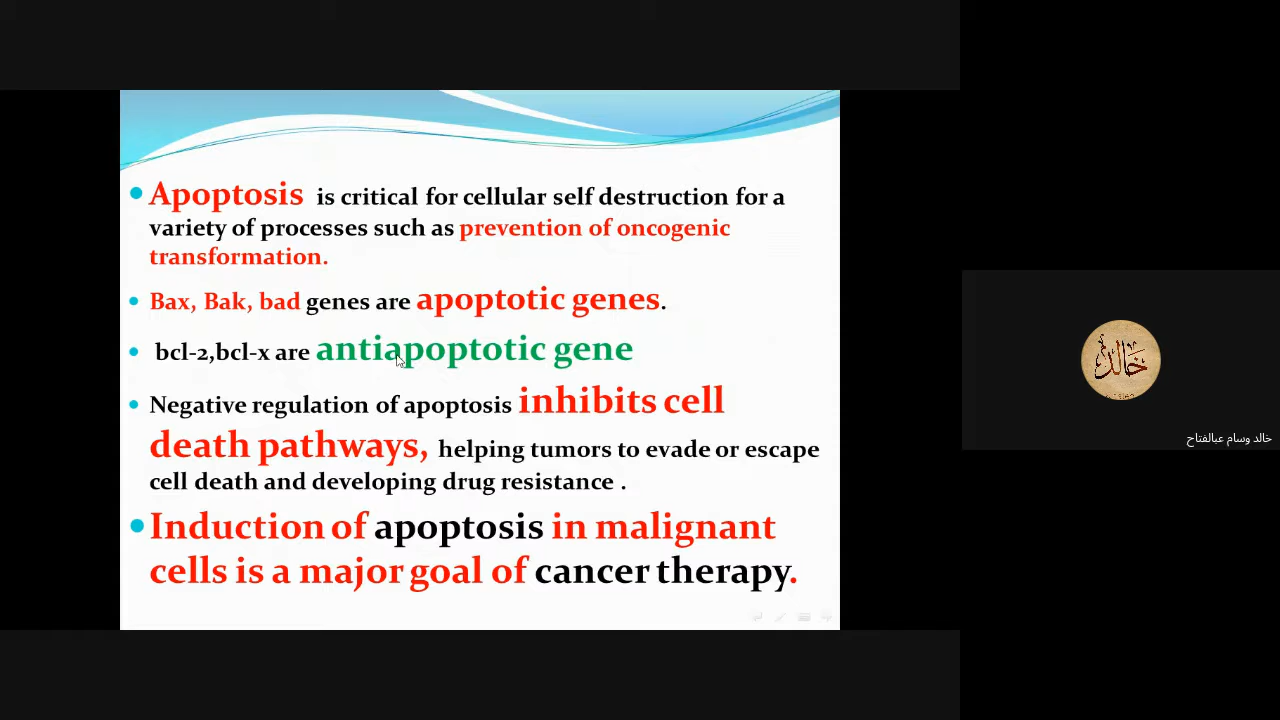 Apoptosis is critical for cellular self destruction for a
variety of processes such as prevention of oncogenic
transformation.
Bax, Bak, bad genes are apoptotic genes.
bcl-2,bcl-x are antiapoptotic gene
Negative regulation of apoptosis inhibits cell
death pathways, helping tumors to evade or escape
cell death and developing drug resistance .
Induction of apoptosis in malignant
cells is a major goal of cancer therapy.
خالد
خالد وسام عبالفتاح